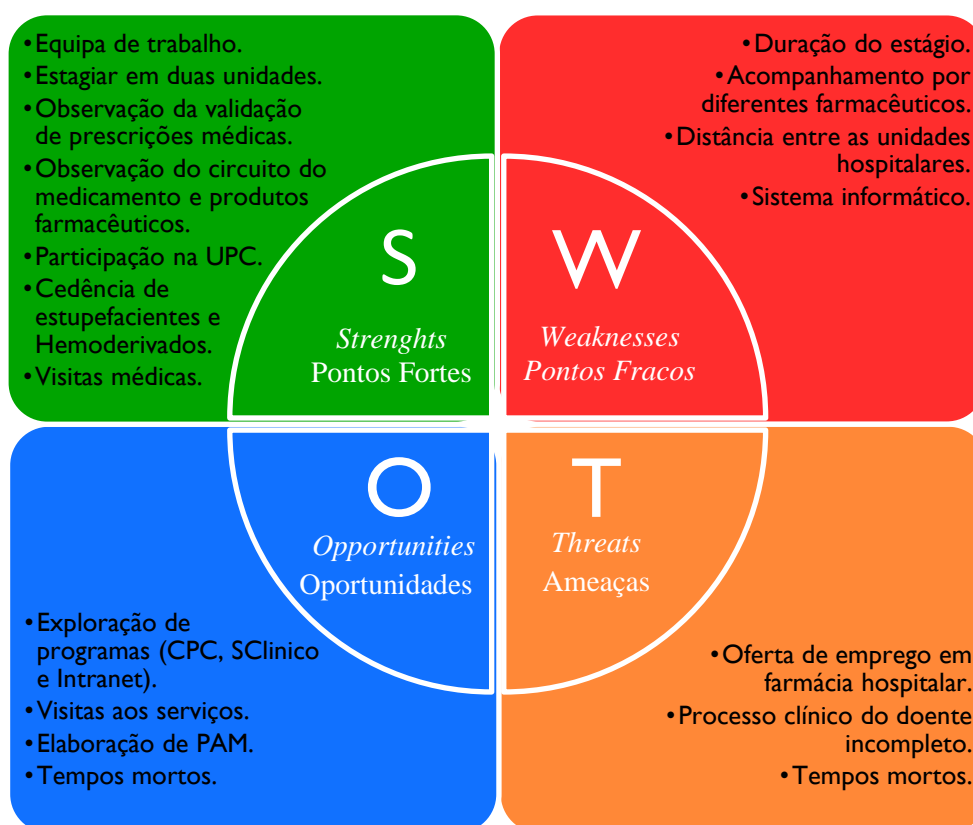 •Equipa de trabalho.
•Estagiar em duas unidades.
•Observação da validação
de prescrições médicas.
•Observação do circuito do
medicamento e produtos
farmacêuticos.
•Participação na UPC.
•Cedência de
estupefacientes e
Hemoderivados.
•Visitas médicas.
S
Strenghts
Pontos Fortes
•Duração do estágio.
•Acompanhamento por
diferentes farmacêuticos.
•Distância entre as unidades
hospitalares.
•Sistema informático.
W
Weaknesses
Pontos Fracos
O
Opportunities
Oportunidades
•Exploração de
programas (CPC, SClinico
e Intranet).
•Visitas aos serviços.
•Elaboração de PAM.
•Tempos mortos.
T
Threats
Ameaças
•Oferta de emprego em
farmácia hospitalar.
•Processo clínico do doente
incompleto.
•Tempos mortos.